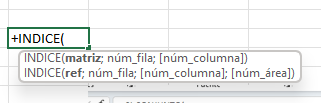 +INDICE(
INDICE(matriz; núm_fila; [núm_columna])
INDICE(ref; núm_fila; [núm_columna]; [núm_área])